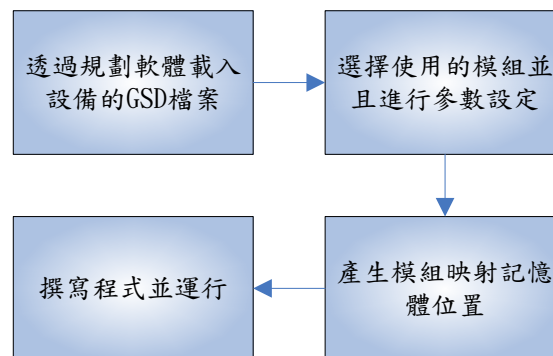 透過規劃軟體載入
設備的GSD檔案
選擇使用的模組並
且進行參數設定
產生模組映射記憶
體位置
撰寫程式並運行